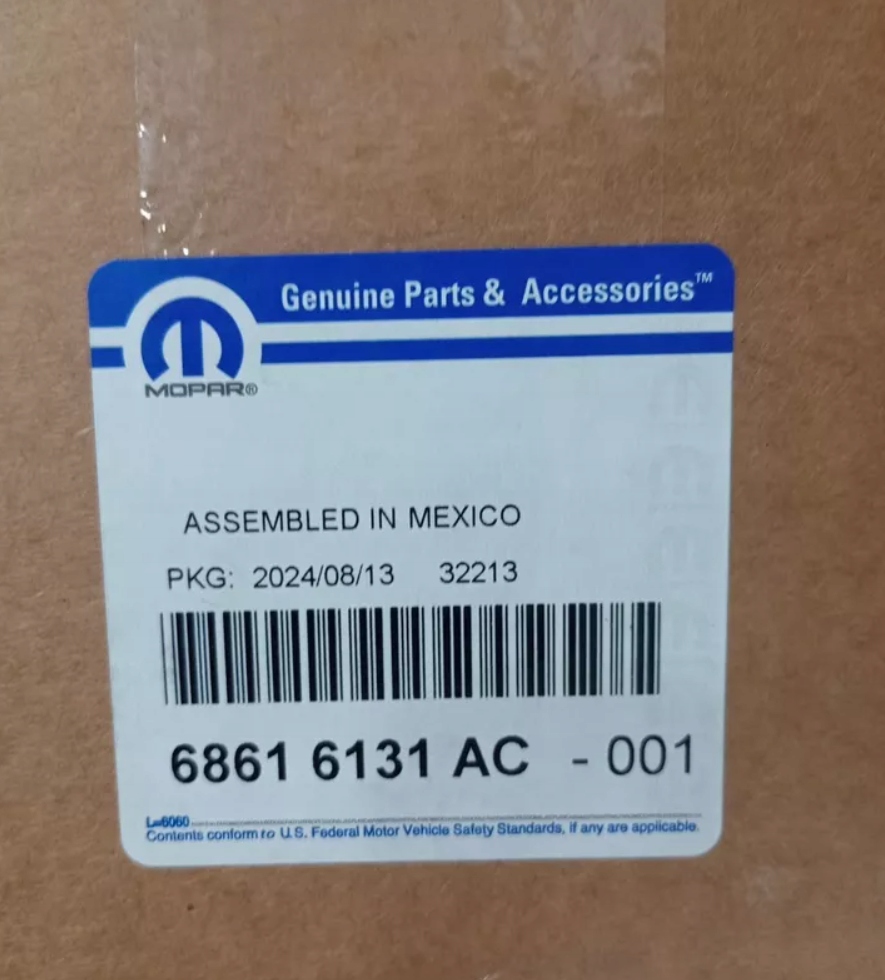 Genuine Parts & Accessories™
MOPAR®
ASSEMBLED IN MEXICO
PKG: 2024/08/13 32213
6861 6131 AC - 001
L=6060
Contents conform to U.S. Federal Motor Vehicle Safety Standards, if any are applicable.